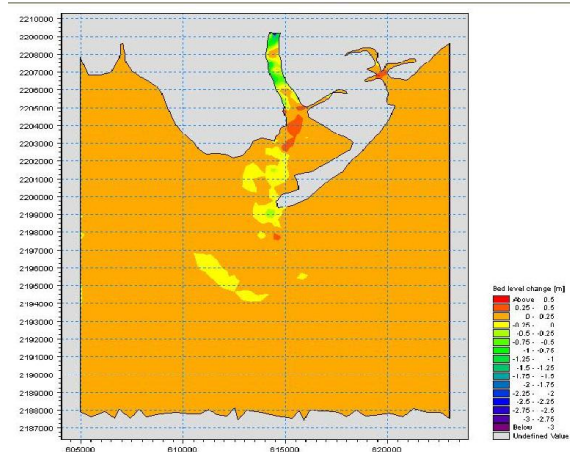 2210000
2209000
2208000
2207000
2206000
2205000
2204000
2203000
2202000
2201000
2200000
2199000
2198000
2197000
2196000
2195000
2194000
2193000
2192000
2191000
2190000
2189000
2188000
2187000
605000 610000 615000 620000
Bed level change [m]
Above 0.5
0.25 - 0.5
0 - 0.25
-0.25 - 0
-0.5 - -0.25
-0.75 - -0.5
-1 - -0.75
-1.25 - -1
-1.5 - -1.25
-1.75 - -1.5
-2 - -1.75
-2.25 - -2
-2.5 - -2.25
-2.75 - -2.5
-3 - -2.75
Below -3
Undefined Value